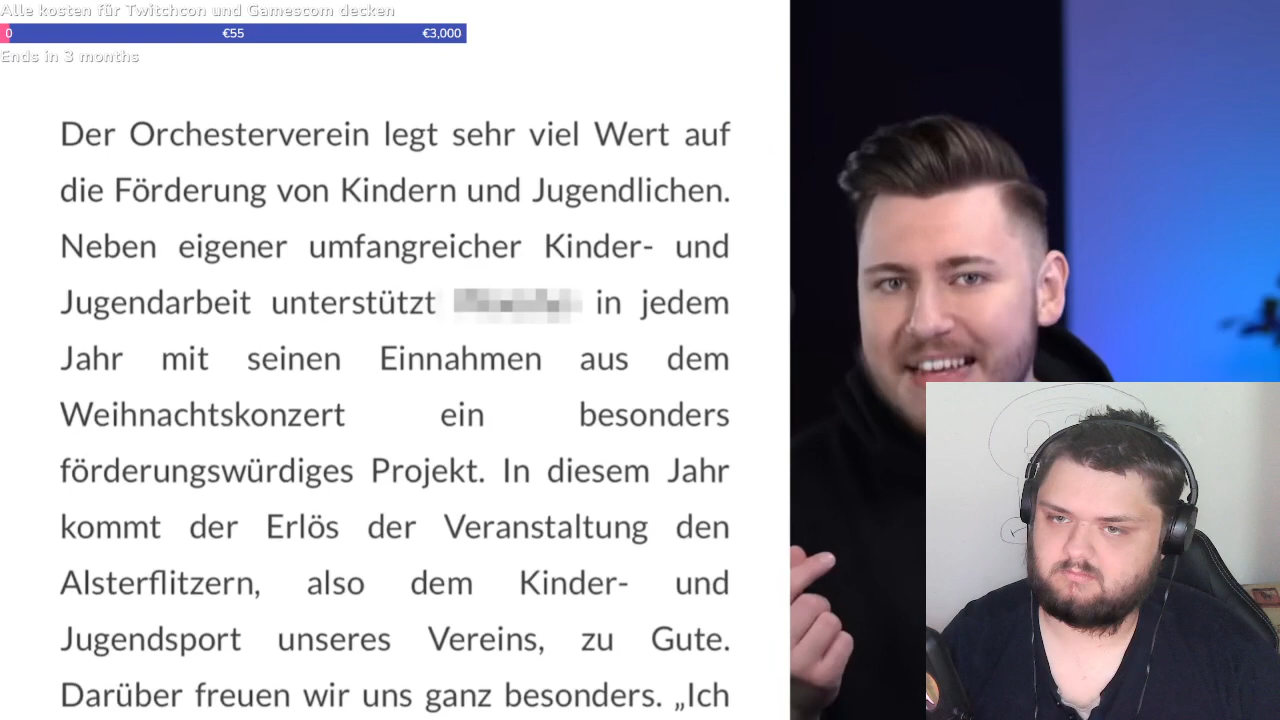 Alle kosten für Twitchcon und Gamescom decken
0 €55 €3,000
Ends in 3 months
Der Orchesterverein legt sehr viel Wert auf
die Förderung von Kindern und Jugendlichen.
Neben eigener umfangreicher Kinder- und
Jugendarbeit unterstützt in jedem
Jahr mit seinen Einnahmen aus dem
Weihnachtskonzert ein besonders
förderungswürdiges Projekt. In diesem Jahr
kommt der Erlös der Veranstaltung den
Alsterflitzern, also dem Kinder- und
Jugendsport unseres Vereins, zu Gute.
Darüber freuen wir uns ganz besonders. „Ich